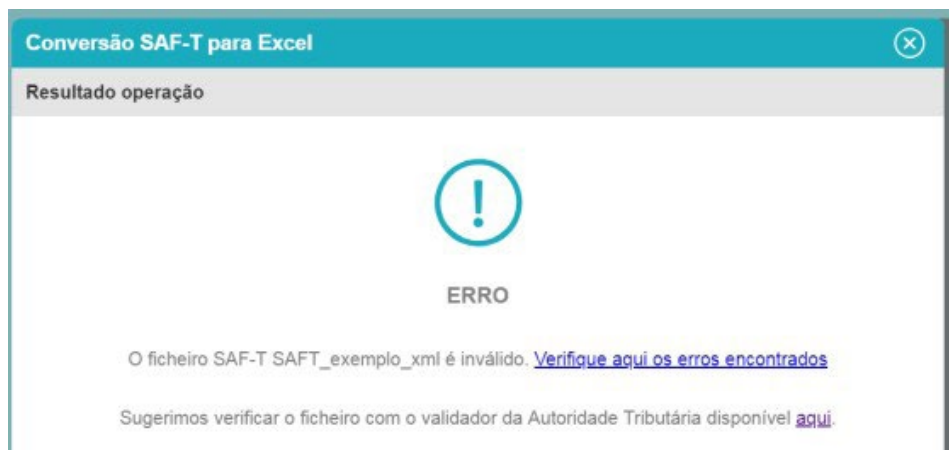 Conversão SAF-T para Excel
Resultado operação
ERRO
O ficheiro SAF-T SAFT_exemplo_xml é inválido. Verifique aqui os erros encontrados
Sugerimos verificar o ficheiro com o validador da Autoridade Tributária disponível aqui.